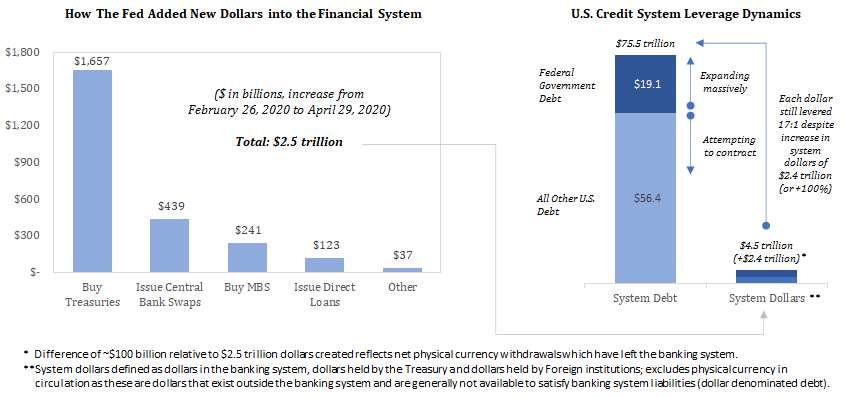 How The Fed Added New Dollars into the Financial System
$1,800
$1,500
$1,200
$900
$600
$300
$-
$1,657
$439
$241
$123
$37
($ in billions, increase from
February 26, 2020 to April 29, 2020)
Total: $2.5 trillion
Buy
Treasuries
Issue Central
Bank Swaps
Buy MBS
Issue Direct
Loans
Other
U.S. Credit System Leverage Dynamics
$75.5 trillion
Federal
Government
Debt
$19.1
Expanding
massively
Attempting
to contract
All Other U.S.
Debt
$56.4
Each dollar
still levered
17:1 despite
increase in
system
dollars of
$2.4 trillion
(or +100%)
$4.5 trillion
(+$2.4 trillion)*
System Debt
System Dollars **
* Difference of ~$100 billion relative to $2.5 trillion dollars created reflects net physical currency withdrawals which have left the banking system.
**System dollars defined as dollars in the banking system, dollars held by the Treasury and dollars held by Foreign institutions; excludes physical currency in
circulation as these are dollars that exist outside the banking system and are generally not available to satisfy banking system liabilities (dollar denominated debt).